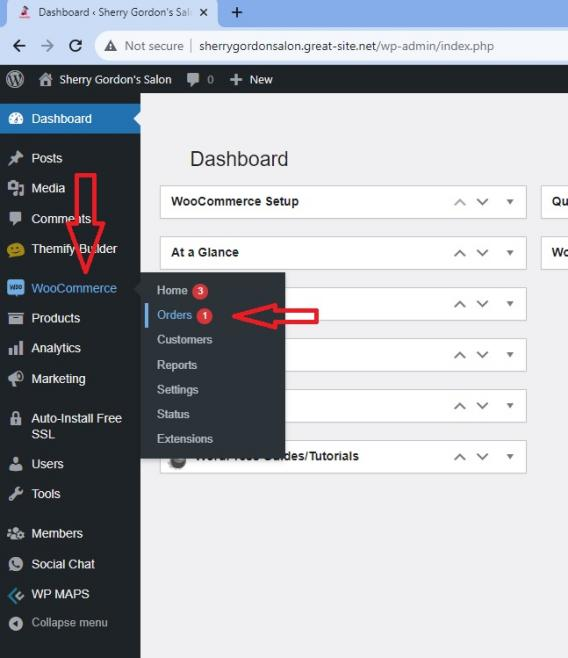 Dashboard ‹ Sherry Gordon's Sal
Not secure | sherrygordonsalon.great-site.net/wp-admin/index.php
Sherry Gordon's Salon 0 + New
Dashboard
Posts
Media
Comments
Themify Builder
WooCommerce
Products
Analytics
Marketing
Auto-Install Free
SSL
Users
Tools
Members
Social Chat
WP MAPS
Collapse menu
Home 3
Orders 1
Customers
Reports
Settings
Status
Extensions
Dashboard
WooCommerce Setup
Qu
At a Glance
Wo
WordPress Guides/Tutorials